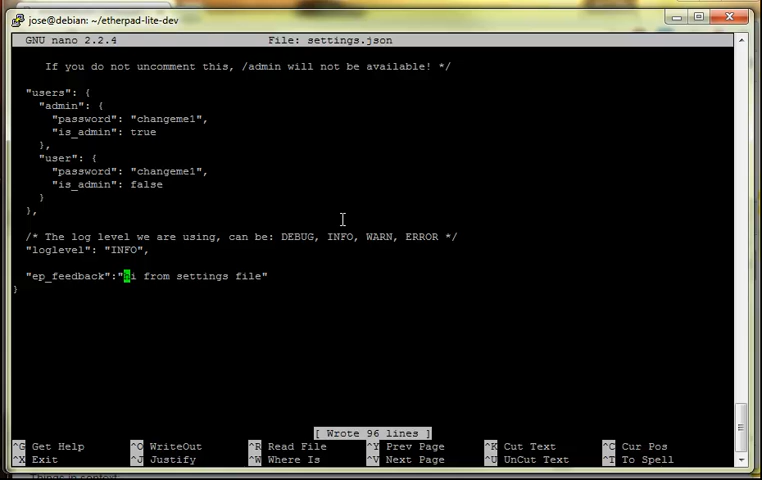 jose@debian: ~/etherpad-lite-dev
GNU nano 2.2.4 File: settings.json
If you do not uncomment this, /admin will not be available! */
"users": {
"admin": {
"password": "changeme1",
"is_admin": true
},
"user": {
"password": "changeme1",
"is_admin": false
}
},
/* The log level we are using, can be: DEBUG, INFO, WARN, ERROR */
"loglevel": "INFO",
"ep_feedback":"hi from settings file"
}
[ Wrote 96 lines ]
^G Get Help ^O WriteOut ^R Read File ^Y Prev Page ^K Cut Text ^C Cur Pos
^X Exit ^J Justify ^W Where Is ^V Next Page ^U UnCut Text ^T To Spell
Things in context